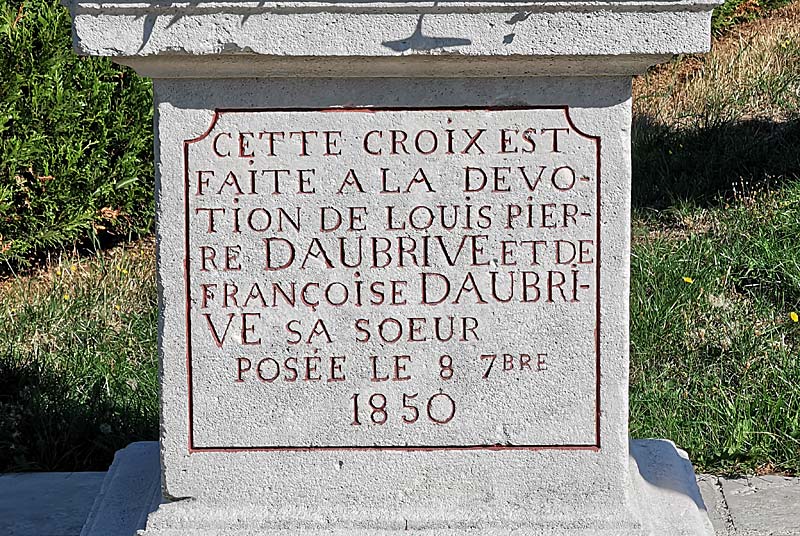 CETTE CROIX EST
FAITE A LA DEVO-
TION DE LOUIS PIER-
RE DAUBRIVE ET DE
FRANÇOISE DAUBRI-
VE SA SOEUR
POSÉE LE 8 7BRE
1850